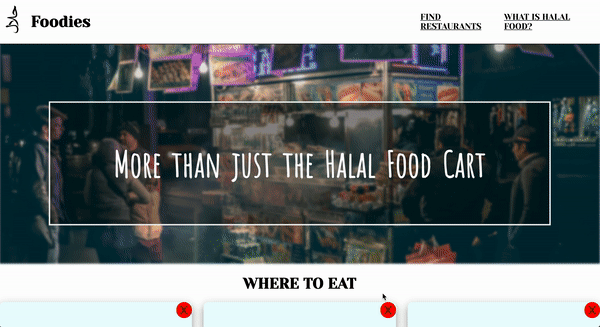 Foodies
FIND
RESTAURANTS
WHAT IS HALAL
FOOD?
More than just the Halal Food Cart
WHERE TO EAT
X
X
X